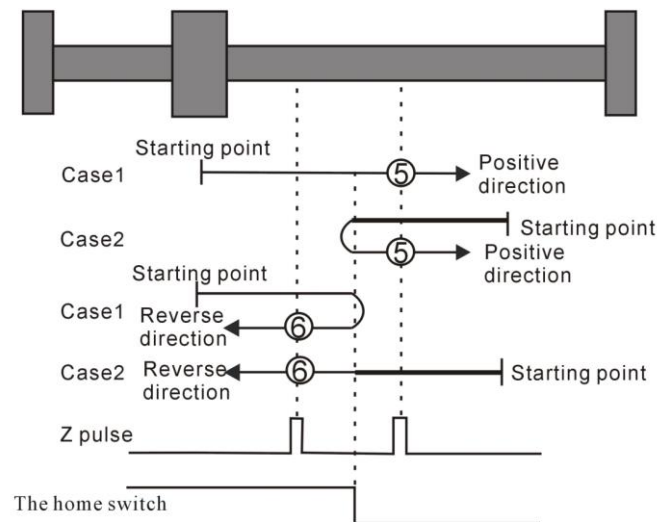 Starting point
Case1
⑤
Positive
direction
Starting point
Case2
⑤
Positive
direction
Starting point
Case1
Reverse
direction
⑥
Case2
Reverse
direction
⑥
Starting point
Z pulse
The home switch